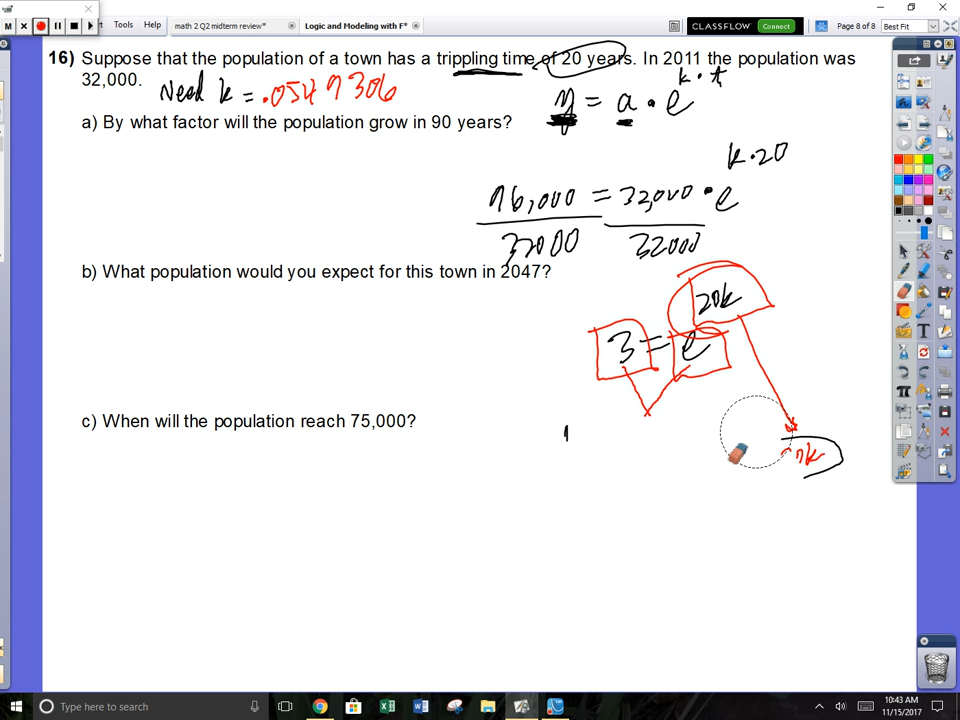 Tools Help
math 2 Q2 midterm review*
Logic and Modeling with F*
CLASSFLOW Connect
Page 8 of 8 Best Fit
16) Suppose that the population of a town has a trippling time of 20 years. In 2011 the population was
32,000.
Need k = .0549306
y = a · e^k·t
a) By what factor will the population grow in 90 years?
96,000 = 32,000 · e^k·20
32000 32000
b) What population would you expect for this town in 2047?
3 = e^20k
c) When will the population reach 75,000?
Type here to search
10:43 AM
11/15/2017